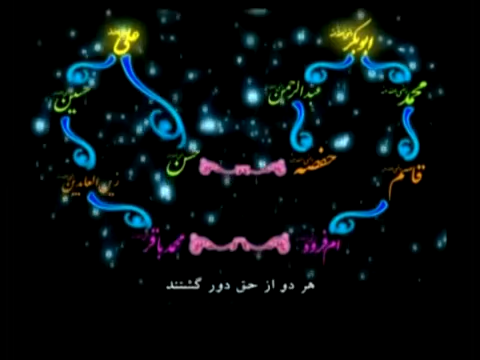 ابوبکر علی
محمد عبدالرحمن حسین
قاسم حفصه حسن زین العابدین
ام فروه محمد باقر
هر دو از حق دور گشتند